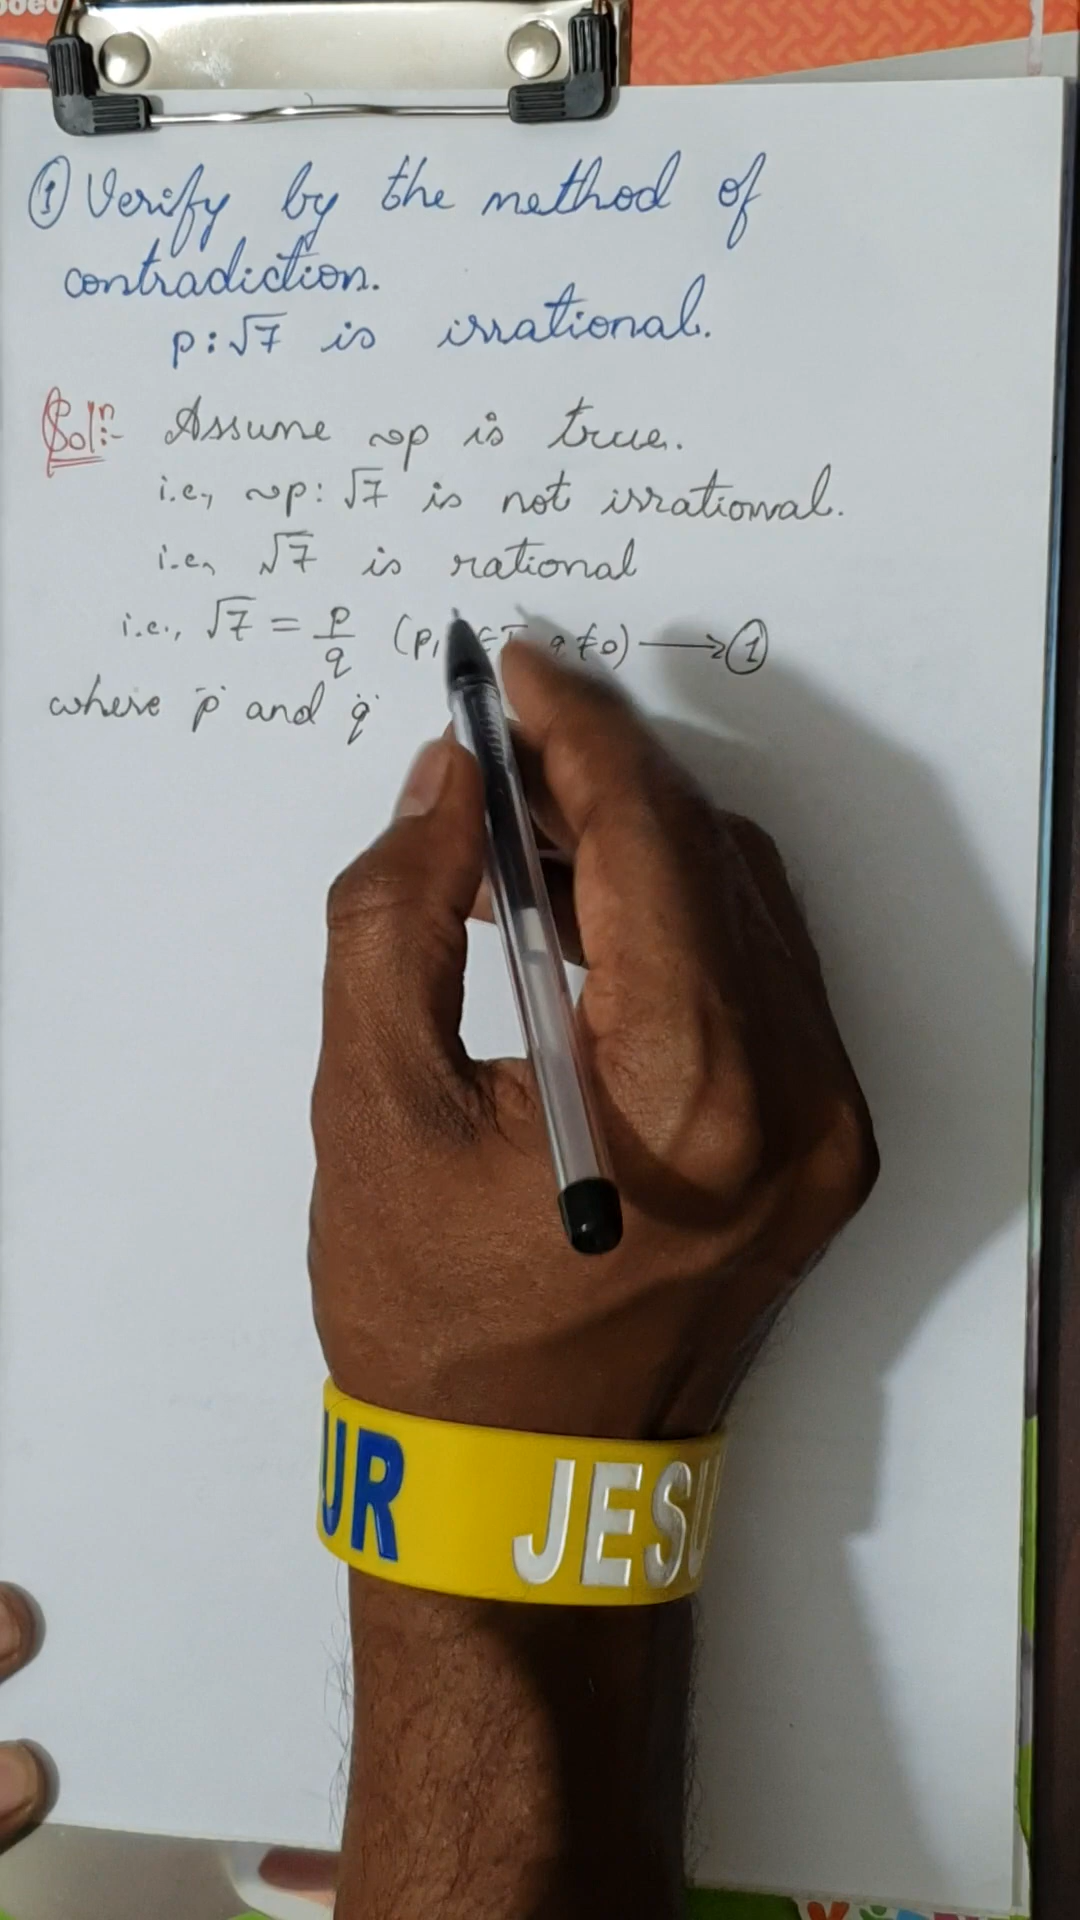 ① Verify by the method of
contradiction.
p: √7 is irrational.
Solⁿ:- Assume ~p is true.
i.e., ~p: √7 is not irrational.
i.e., √7 is rational
i.e., √7 = p/q (p, ∈ I, q ≠ 0) ⟶ ①
where 'p' and 'q'
UR JESU